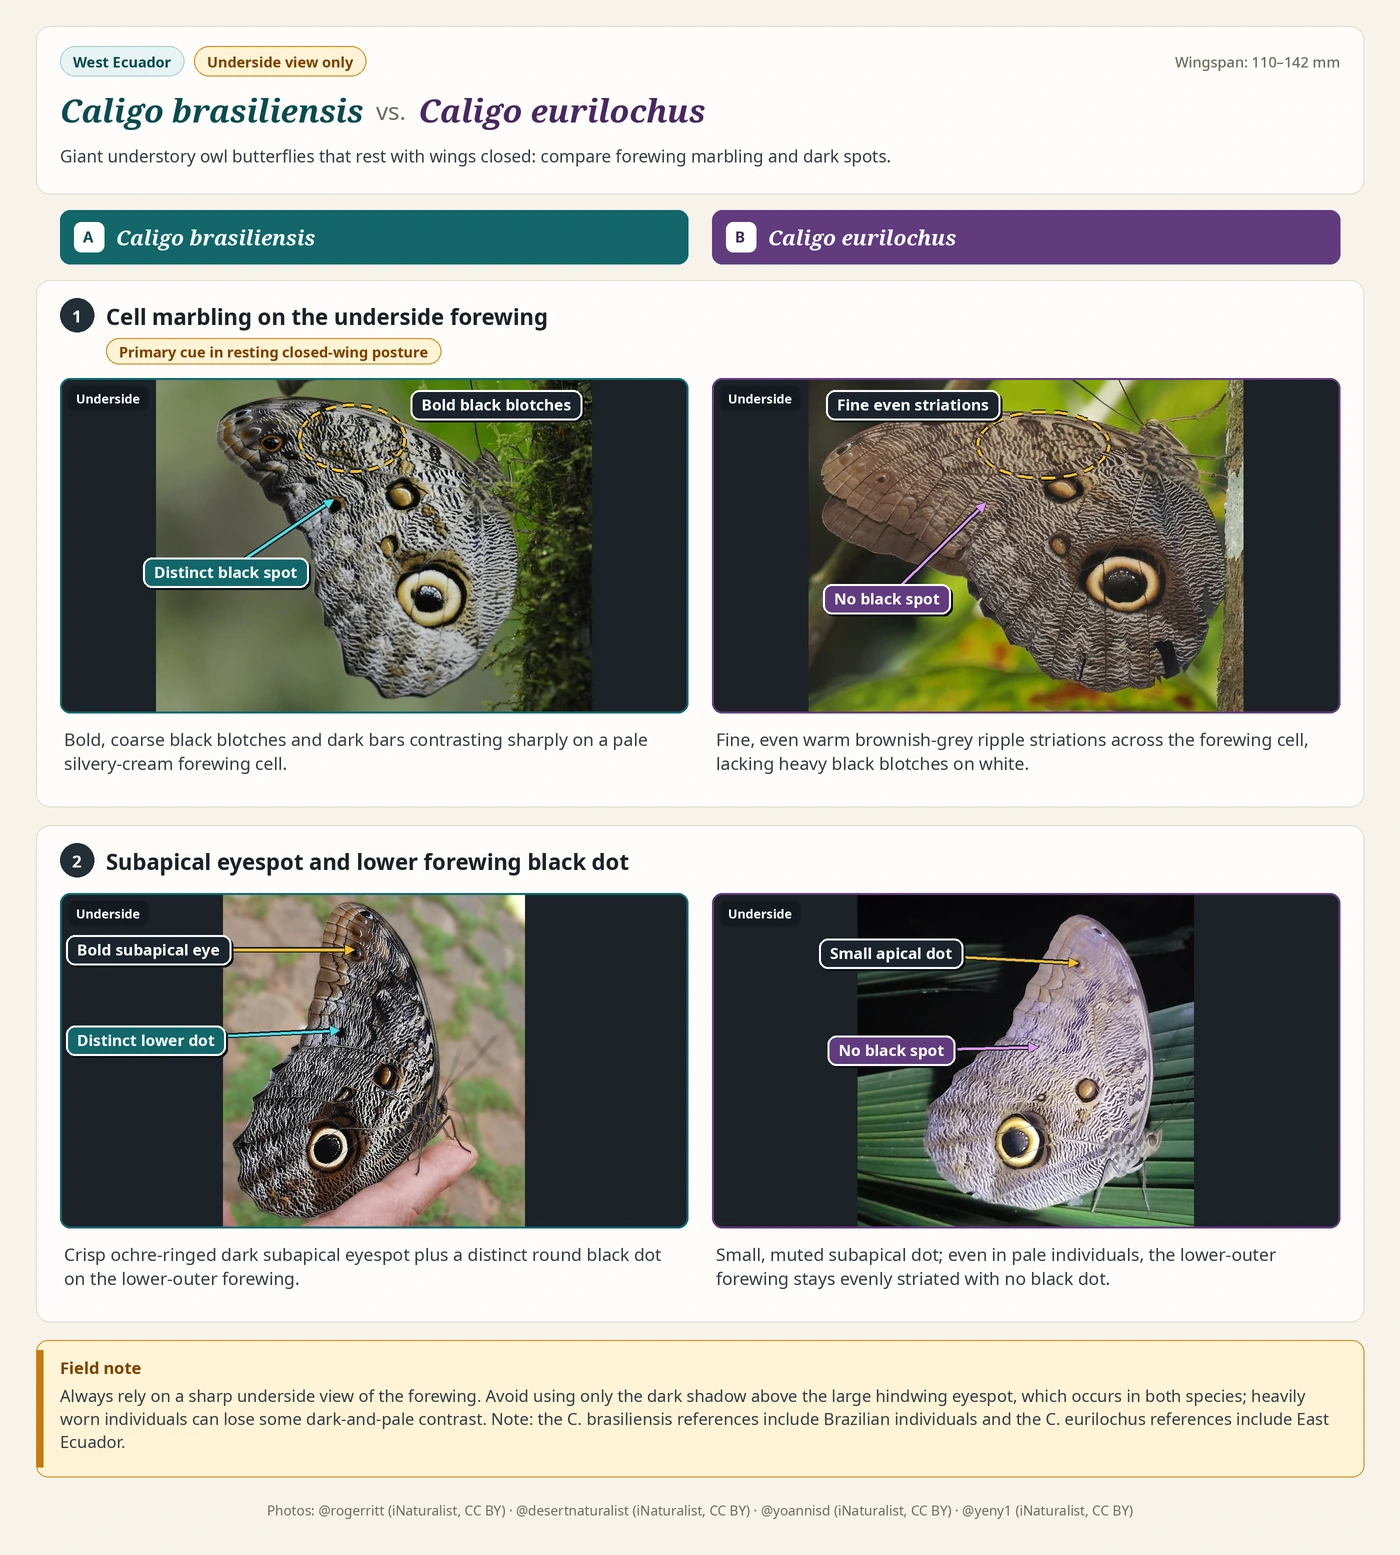 West Ecuador
Underside view only
Wingspan: 110–142 mm
Caligo brasiliensis vs. Caligo eurilochus
Giant understory owl butterflies that rest with wings closed: compare forewing marbling and dark spots.
A Caligo brasiliensis
B Caligo eurilochus
1 Cell marbling on the underside forewing
Primary cue in resting closed-wing posture
Underside
Bold black blotches
Distinct black spot
Underside
Fine even striations
No black spot
Bold, coarse black blotches and dark bars contrasting sharply on a pale
silvery-cream forewing cell.
Fine, even warm brownish-grey ripple striations across the forewing cell,
lacking heavy black blotches on white.
2 Subapical eyespot and lower forewing black dot
Underside
Bold subapical eye
Distinct lower dot
Underside
Small apical dot
No black spot
Crisp ochre-ringed dark subapical eyespot plus a distinct round black dot
on the lower-outer forewing.
Small, muted subapical dot; even in pale individuals, the lower-outer
forewing stays evenly striated with no black dot.
Field note
Always rely on a sharp underside view of the forewing. Avoid using only the dark shadow above the large hindwing eyespot, which occurs in both species; heavily
worn individuals can lose some dark-and-pale contrast. Note: the C. brasiliensis references include Brazilian individuals and the C. eurilochus references include East
Ecuador.
Photos: @rogerritt (iNaturalist, CC BY) · @desertnaturalist (iNaturalist, CC BY) · @yoannisd (iNaturalist, CC BY) · @yeny1 (iNaturalist, CC BY)